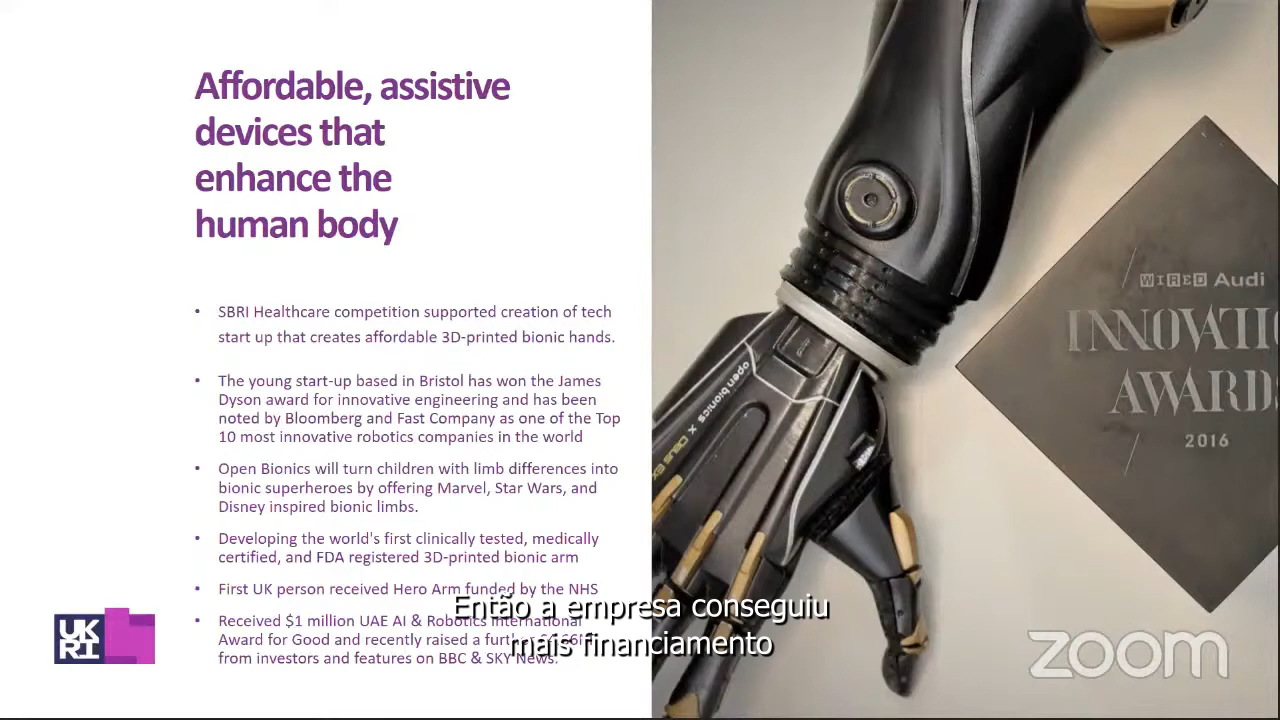 Affordable, assistive
devices that
enhance the
human body
• SBRI Healthcare competition supported creation of tech
start up that creates affordable 3D-printed bionic hands.
• The young start-up based in Bristol has won the James
Dyson award for innovative engineering and has been
noted by Bloomberg and Fast Company as one of the Top
10 most innovative robotics companies in the world
• Open Bionics will turn children with limb differences into
bionic superheroes by offering Marvel, Star Wars, and
Disney inspired bionic limbs.
• Developing the world's first clinically tested, medically
certified, and FDA registered 3D-printed bionic arm
• First UK person received Hero Arm funded by the NHS
• Received $1 million UAE AI & Robotics International
Award for Good and recently raised a further
from investors and features on BBC & SKY News.
Então a empresa conseguiu
mais financiamento
UK
RI
open bionics x Deus Ex
WIRED Audi
INNOVATI
AWARD
2016
zoom